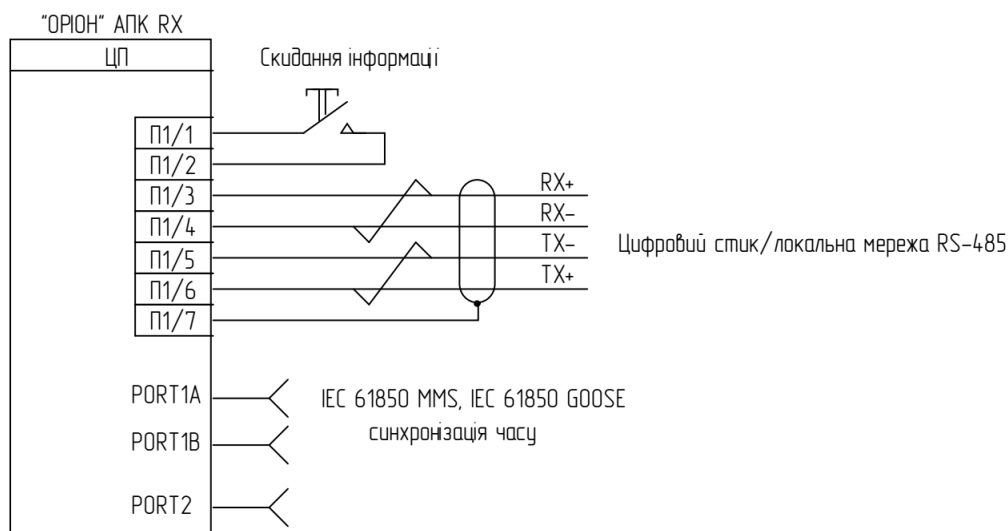 "ОРІОН" АПК RX
ЦП
Скидання інформації
П1/1
П1/2
П1/3
RX+
П1/4
RX-
П1/5
TX-
Цифровий стик/локальна мережа RS-485
П1/6
TX+
П1/7
PORT1A
IEC 61850 MMS, IEC 61850 GOOSE
синхронізація часу
PORT1B
PORT2